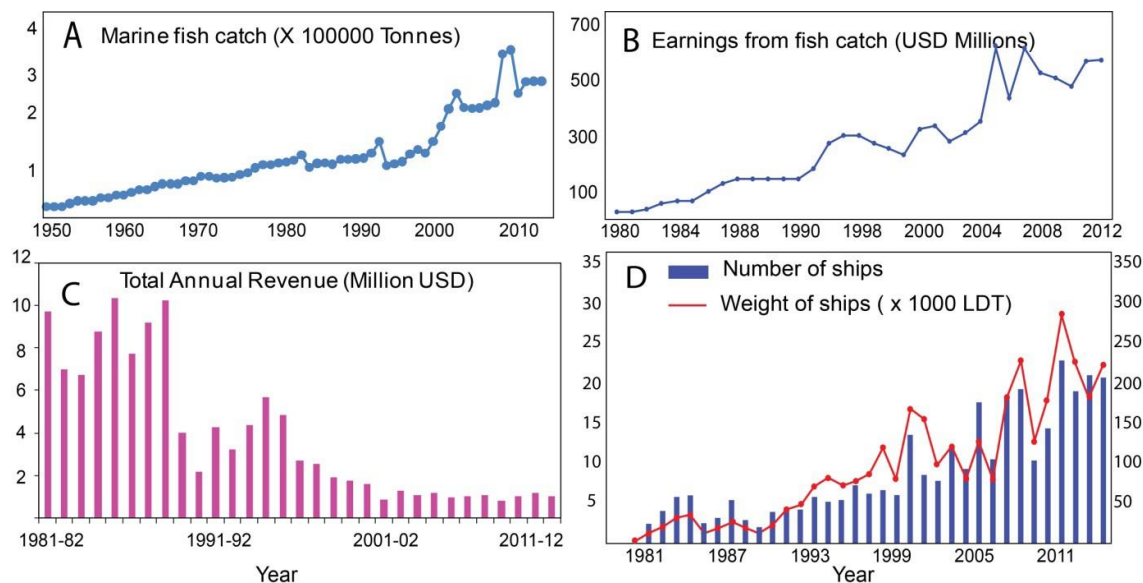 A Marine fish catch (X 100000 Tonnes)
4
3
2
1
1950 1960 1970 1980 1990 2000 2010
B Earnings from fish catch (USD Millions)
700
500
300
100
1980 1984 1988 1990 1998 2000 2004 2008 2012
C Total Annual Revenue (Million USD)
12
10
8
6
4
2
1981-82 1991-92 2001-02 2011-12
Year
D Number of ships
Weight of ships ( x 1000 LDT)
35
30
25
20
15
10
5
350
300
250
200
150
100
50
1981 1987 1993 1999 2005 2011
Year